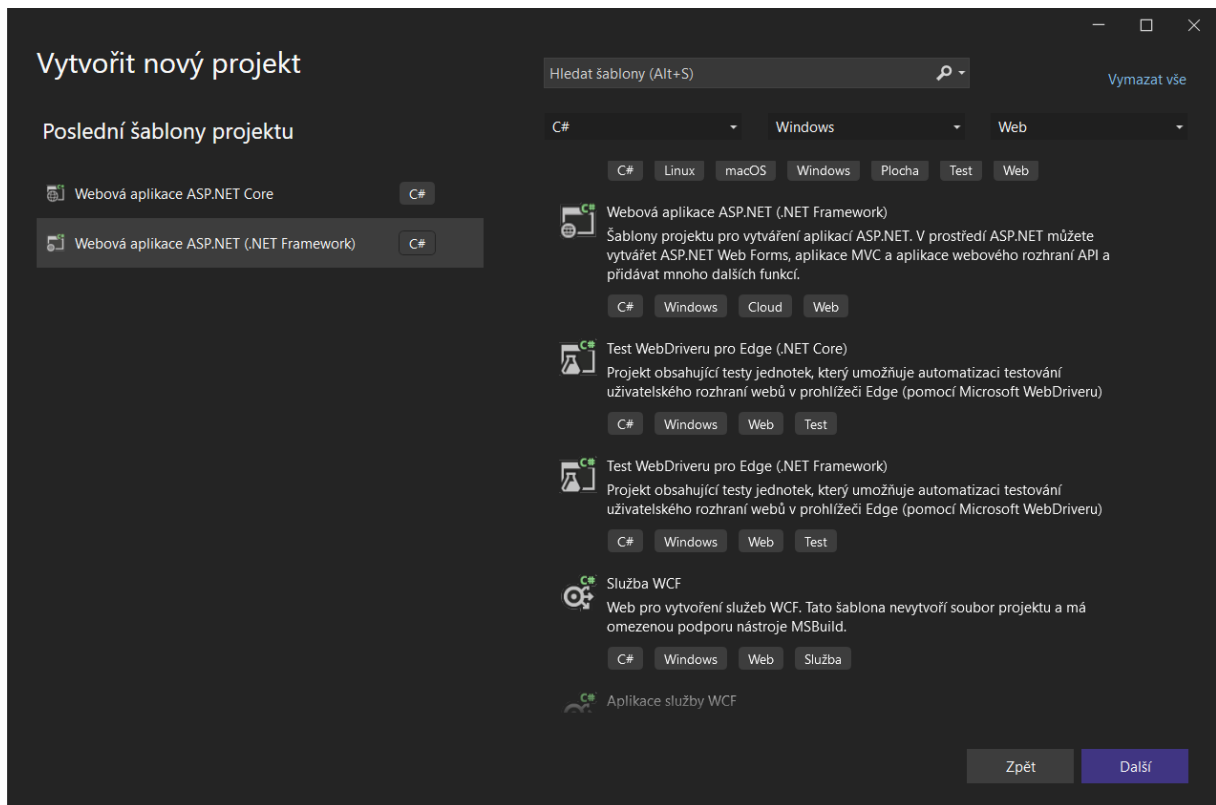 Vytvořit nový projekt
Hledat šablony (Alt+S)
Vymazat vše
Poslední šablony projektu
C#
Windows
Web
Webová aplikace ASP.NET Core
C#
Webová aplikace ASP.NET (.NET Framework)
C#
C# Linux macOS Windows Plocha Test Web
Webová aplikace ASP.NET (.NET Framework)
Šablony projektu pro vytváření aplikací ASP.NET. V prostředí ASP.NET můžete
vytvářet ASP.NET Web Forms, aplikace MVC a aplikace webového rozhraní API a
přidávat mnoho dalších funkcí.
C# Windows Cloud Web
Test WebDriveru pro Edge (.NET Core)
Projekt obsahující testy jednotek, který umožňuje automatizaci testování
uživatelského rozhraní webů v prohlížeči Edge (pomocí Microsoft WebDriveru)
C# Windows Web Test
Test WebDriveru pro Edge (.NET Framework)
Projekt obsahující testy jednotek, který umožňuje automatizaci testování
uživatelského rozhraní webů v prohlížeči Edge (pomocí Microsoft WebDriveru)
C# Windows Web Test
Služba WCF
Web pro vytvoření služeb WCF. Tato šablona nevytvoří soubor projektu a má
omezenou podporu nástroje MSBuild.
C# Windows Web Služba
Aplikace služby WCF
Zpět
Další